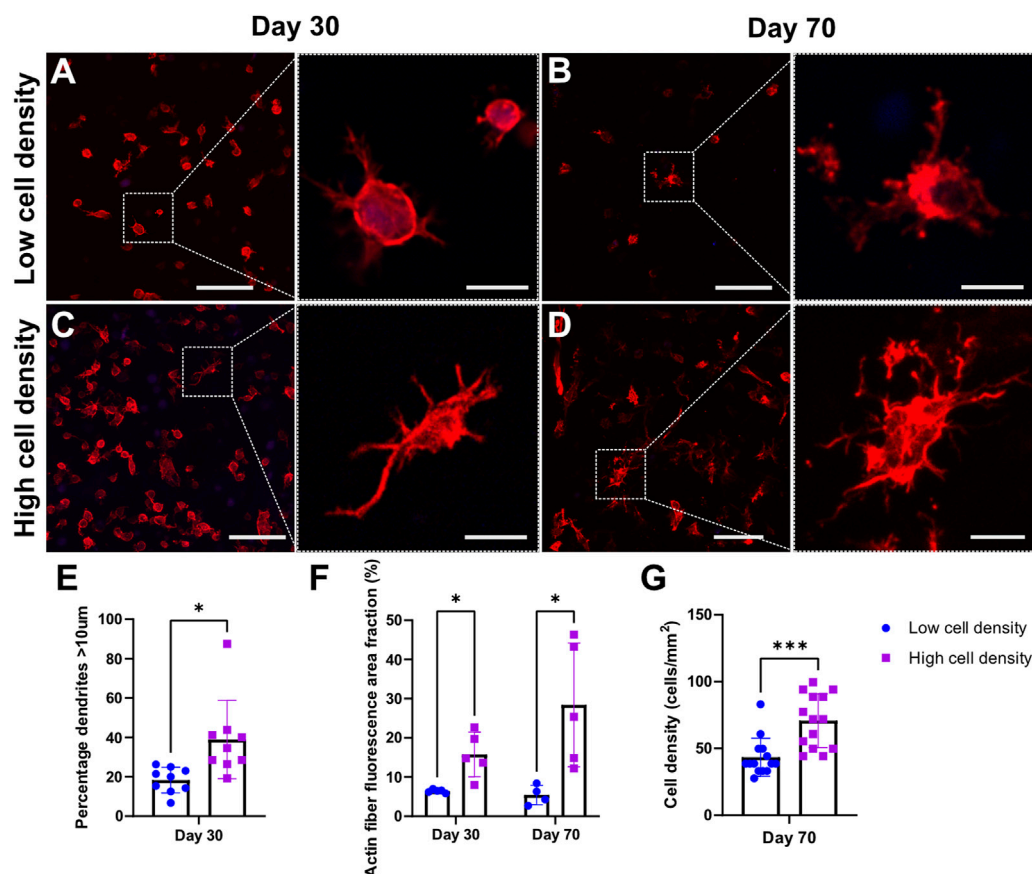 Day 30
Day 70
Low cell density
High cell density
A
B
C
D
E
Percentage dendrites >10um
100
80
60
40
20
0
*
Day 30
F
Actin fiber fluorescence area fraction (%)
50
40
30
20
10
0
*
*
Day 30
Day 70
G
Cell density (cells/mm²)
150
100
50
0
***
Day 70
Low cell density
High cell density